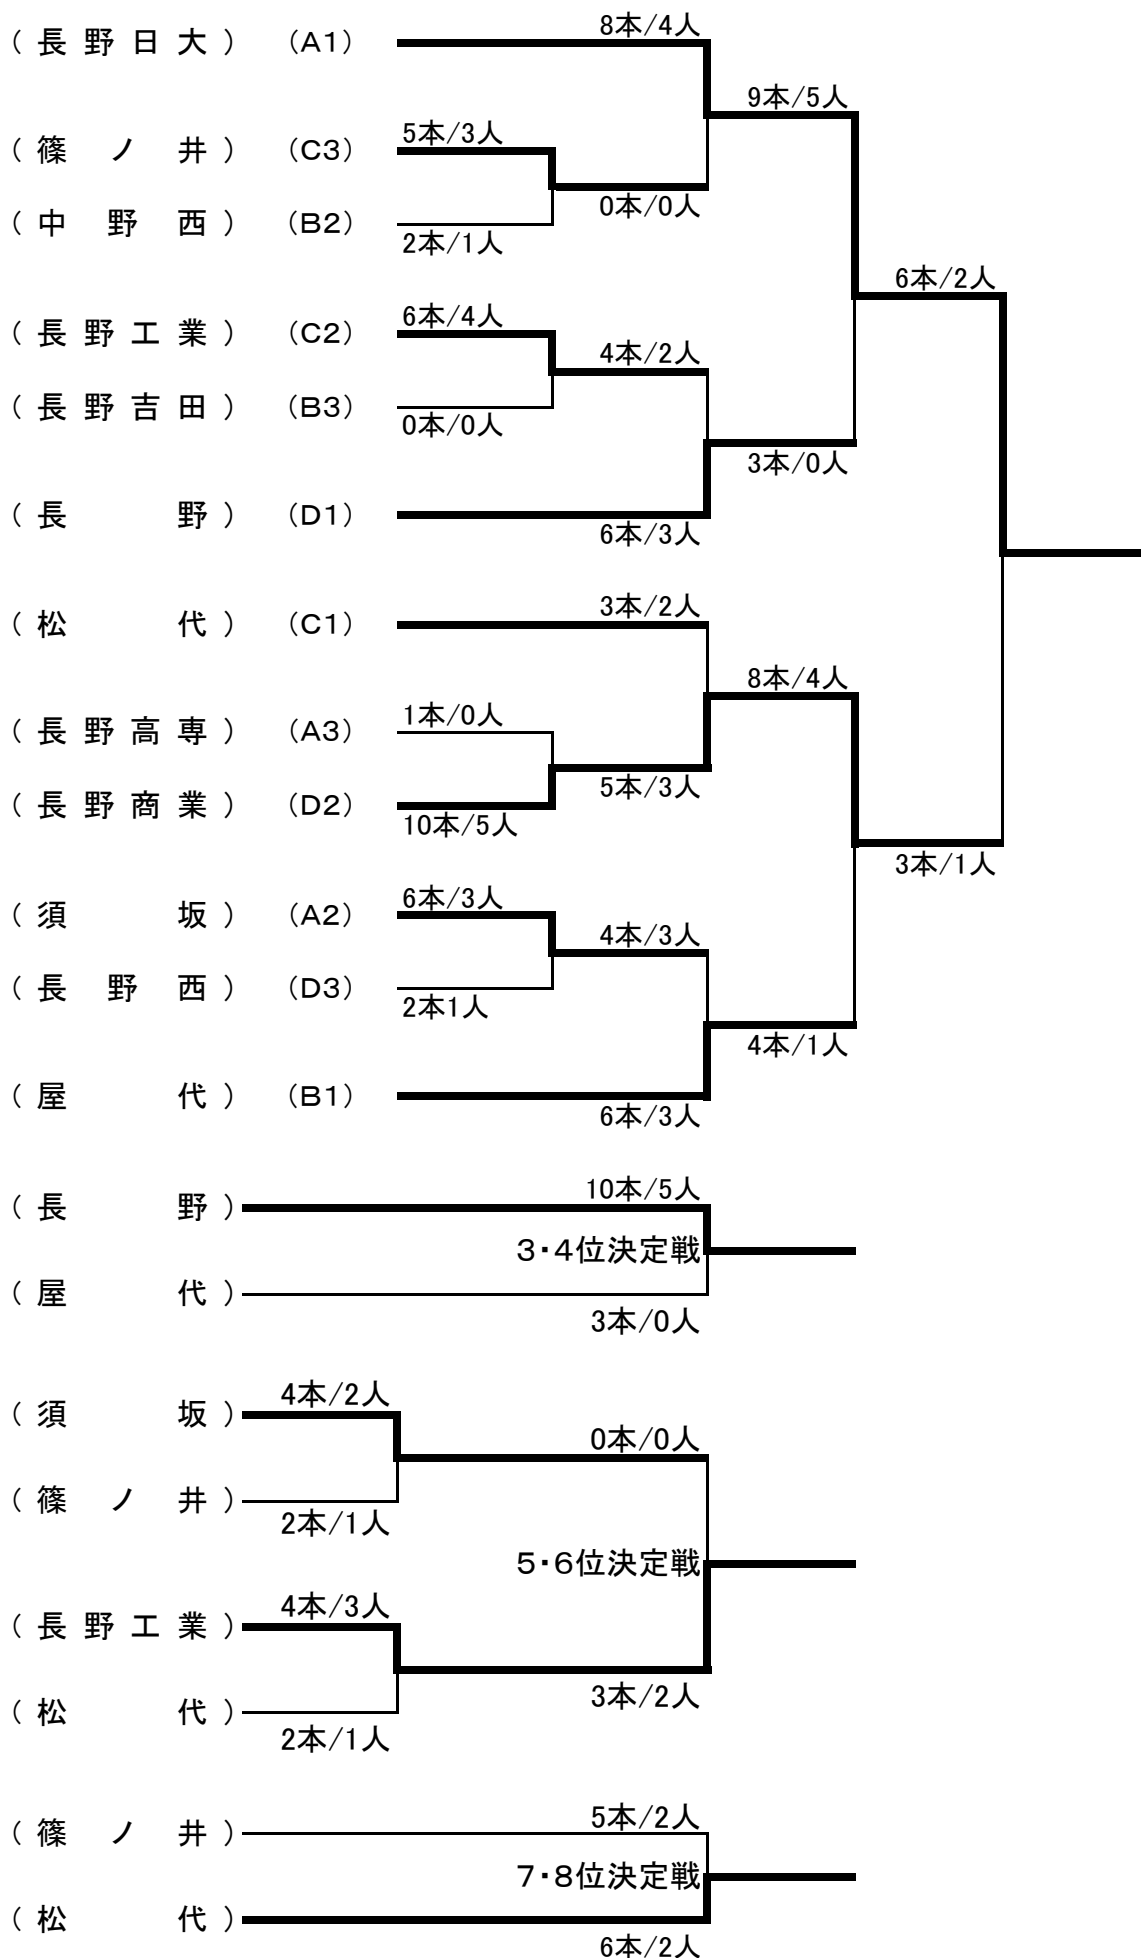 8本/4人
（長野日大） （A1）
9本/5人
5本/3人
（篠ノ井） （C3）
0本/0人
（中野西） （B2）
2本/1人
6本/2人
6本/4人
（長野工業） （C2）
4本/2人
（長野吉田） （B3）
0本/0人
3本/0人
（長野） （D1）
6本/3人
3本/2人
（松代） （C1）
8本/4人
1本/0人
（長野高専） （A3）
5本/3人
（長野商業） （D2）
10本/5人
3本/1人
6本/3人
（須坂） （A2）
4本/3人
（長野西） （D3）
2本1人
4本/1人
（屋代） （B1）
6本/3人
10本/5人
（長野）
3・4位決定戦
（屋代）
3本/0人
4本/2人
（須坂）
0本/0人
（篠ノ井）
2本/1人
5・6位決定戦
4本/3人
（長野工業）
3本/2人
（松代）
2本/1人
5本/2人
（篠ノ井）
7・8位決定戦
（松代）
6本/2人